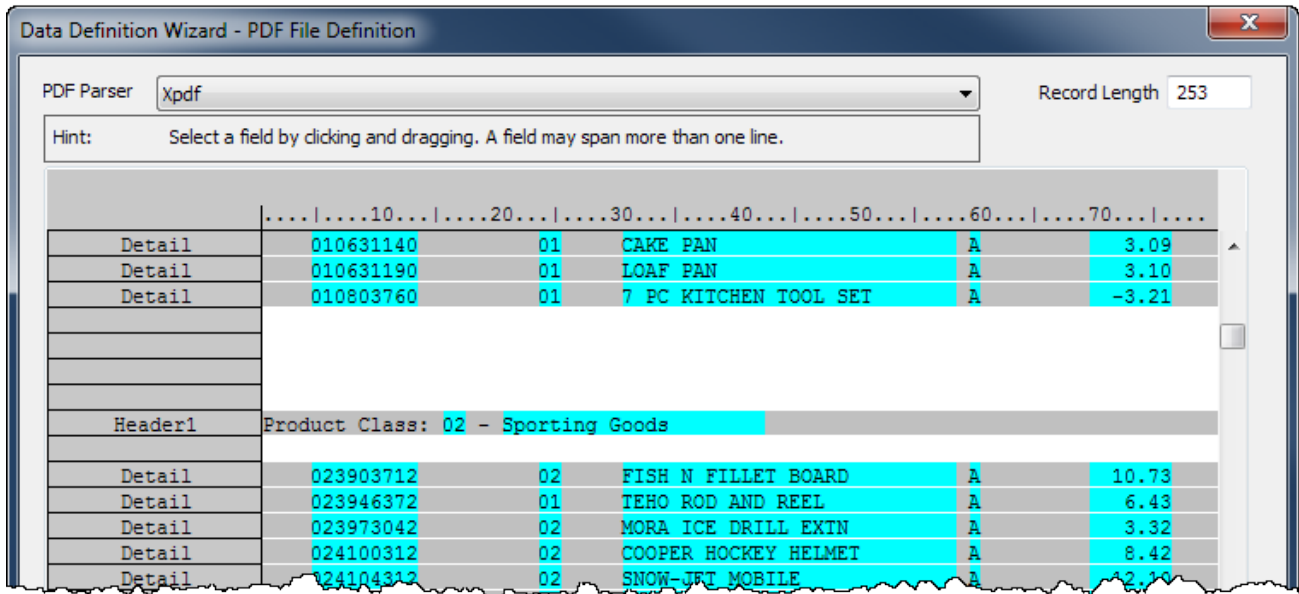 Data Definition Wizard - PDF File Definition
PDF Parser Xpdf Record Length 253
Hint: Select a field by clicking and dragging. A field may span more than one line.
....|....10...|....20...|....30...|....40...|....50...|....60...|....70...|....
Detail 010631140 01 CAKE PAN A 3.09
Detail 010631190 01 LOAF PAN A 3.10
Detail 010803760 01 7 PC KITCHEN TOOL SET A -3.21
Header1 Product Class: 02 - Sporting Goods
Detail 023903712 02 FISH N FILLET BOARD A 10.73
Detail 023946372 01 TEHO ROD AND REEL A 6.43
Detail 023973042 02 MORA ICE DRILL EXTN A 3.32
Detail 024100312 02 COOPER HOCKEY HELMET A 8.42
Detail 024104312 02 SNOW-JET MOBILE A 12.10